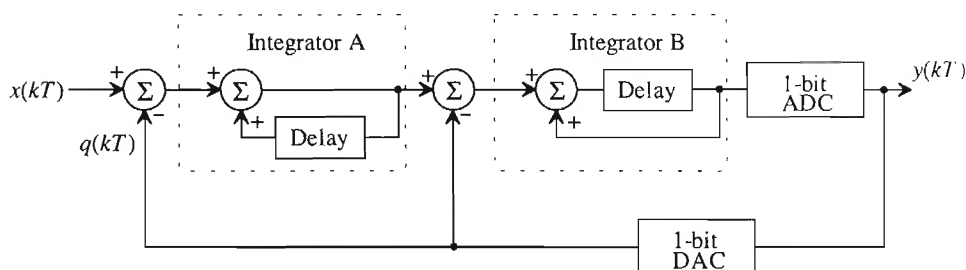 Integrator A
Integrator B
+
+
+
+
x(kT)
Σ
Σ
Σ
Σ
Delay
1-bit
ADC
y(kT)
−
+
Delay
−
+
q(kT)
1-bit
DAC